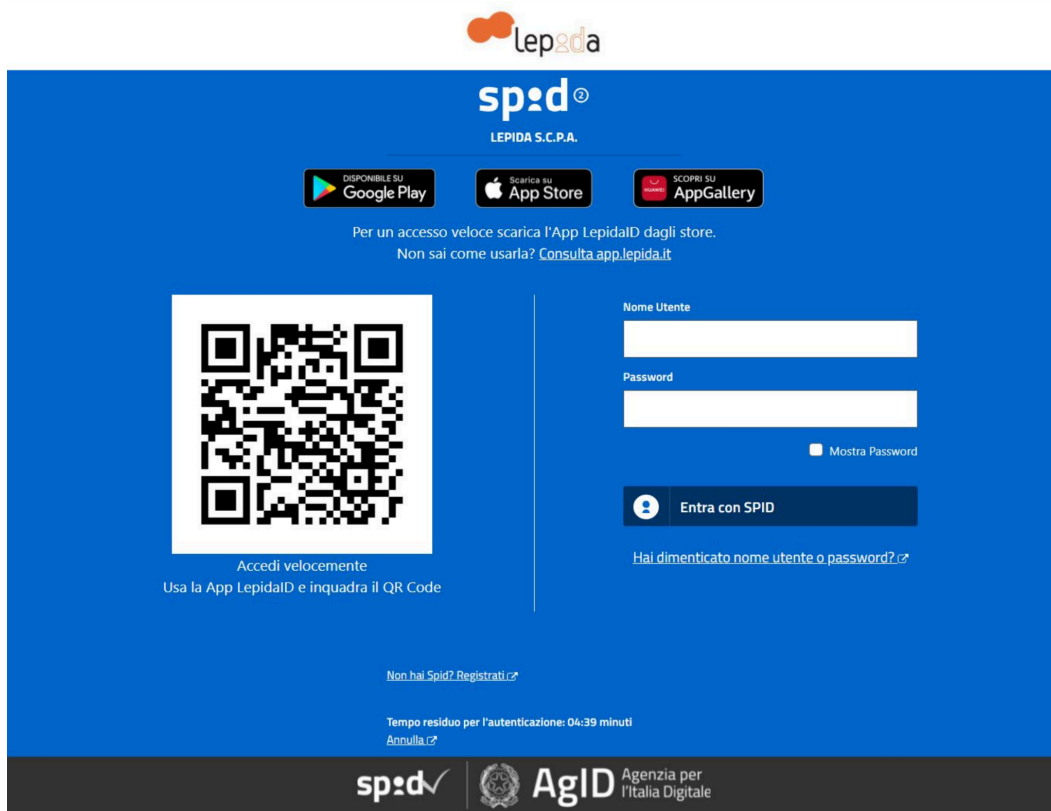 lepida
spid 2
LEPIDA S.C.P.A.
DISPONIBILE SU
Google Play
Scarica su
App Store
HUAWEI
SCOPRI SU
AppGallery
Per un accesso veloce scarica l'App LepidaID dagli store.
Non sai come usarla? Consulta app.lepida.it
Accedi velocemente
Usa la App LepidaID e inquadra il QR Code
Nome Utente
Password
Mostra Password
Entra con SPID
Hai dimenticato nome utente o password?
Non hai Spid? Registrati
Tempo residuo per l'autenticazione: 04:39 minuti
Annulla
spid
AgID
Agenzia per
l'Italia Digitale